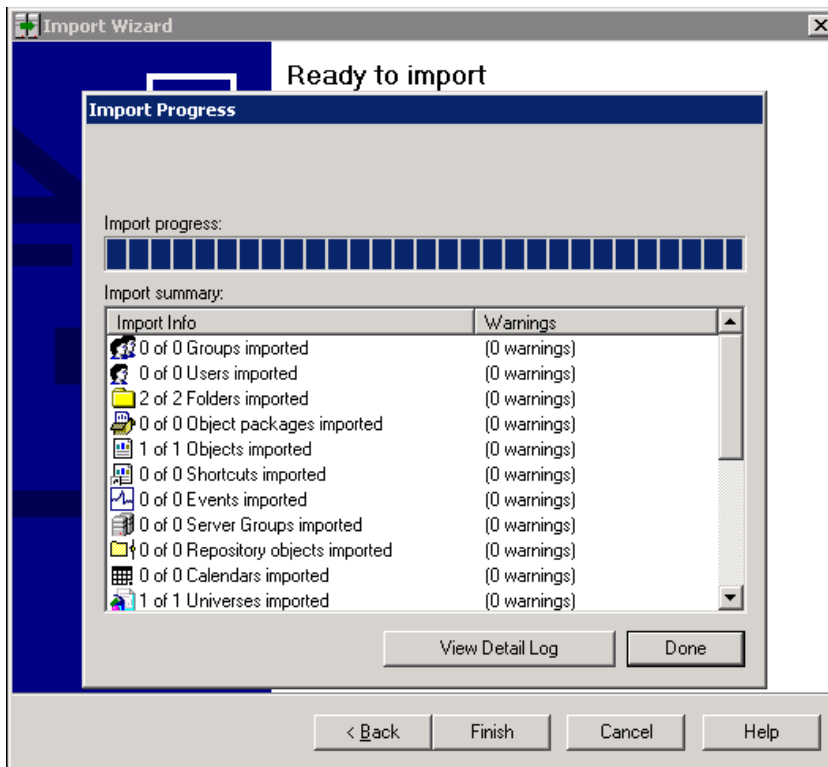 Import Wizard
Ready to import
Import Progress
Import progress:
Import summary:
Import Info Warnings
0 of 0 Groups imported (0 warnings)
0 of 0 Users imported (0 warnings)
2 of 2 Folders imported (0 warnings)
0 of 0 Object packages imported (0 warnings)
1 of 1 Objects imported (0 warnings)
0 of 0 Shortcuts imported (0 warnings)
0 of 0 Events imported (0 warnings)
0 of 0 Server Groups imported (0 warnings)
0 of 0 Repository objects imported (0 warnings)
0 of 0 Calendars imported (0 warnings)
1 of 1 Universes imported (0 warnings)
View Detail Log Done
< Back Finish Cancel Help